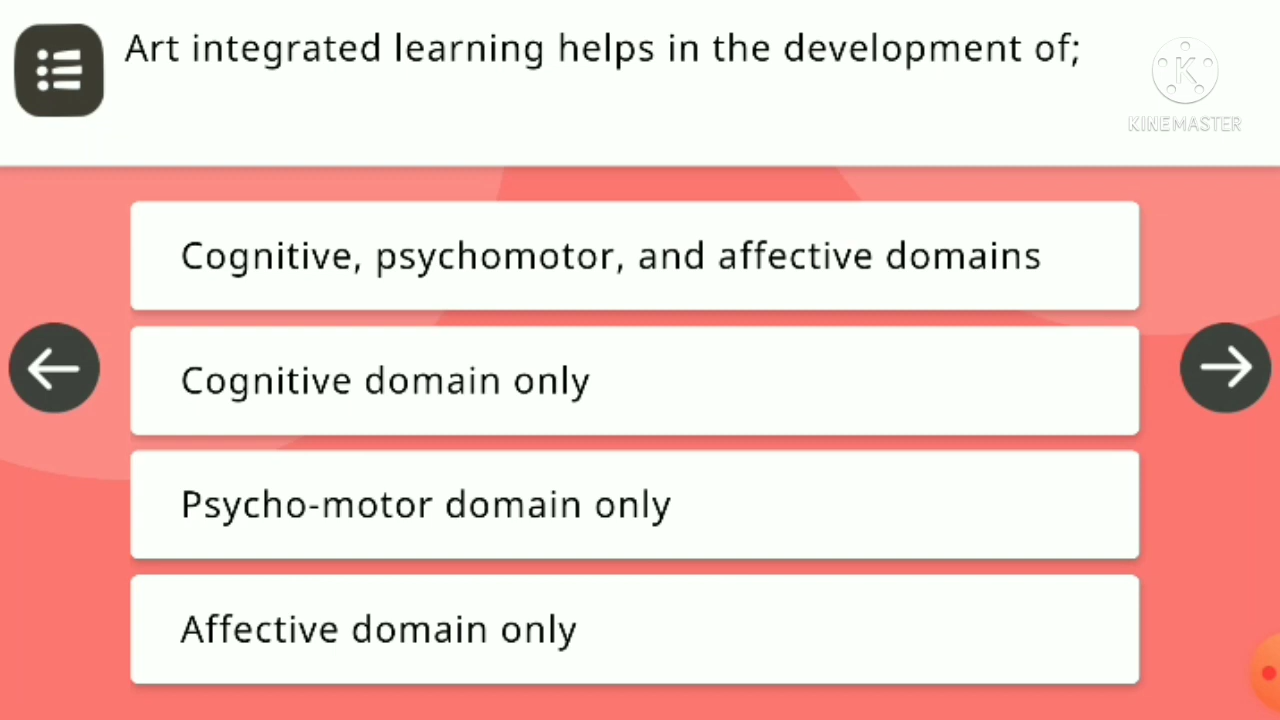 Art integrated learning helps in the development of;
KINEMASTER
Cognitive, psychomotor, and affective domains
Cognitive domain only
Psycho-motor domain only
Affective domain only